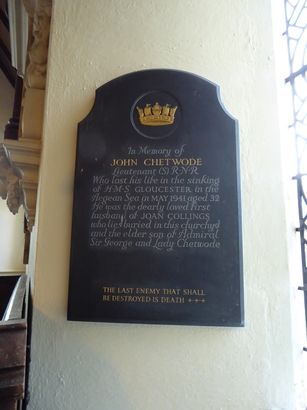 In Memory of
JOHN CHETWODE
Lieutenant (S) R.N.R
Who lost his life in the sinking
of H·M·S GLOUCESTER in the
Aegean Sea in MAY 1941 aged 32
He was the dearly loved first
husband of JOAN COLLINGS
who lies buried in this churchyd
and the elder son of Admiral
Sir George and Lady Chetwode
THE LAST ENEMY THAT SHALL
BE DESTROYED IS DEATH